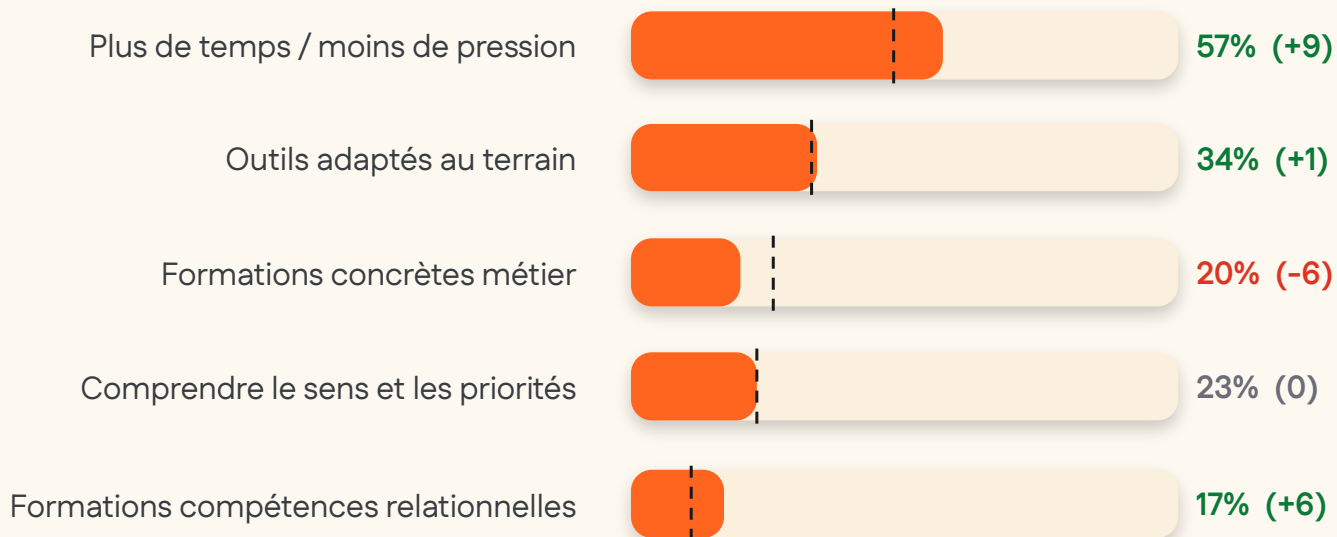 Plus de temps / moins de pression 57% (+9)
Outils adaptés au terrain 34% (+1)
Formations concrètes métier 20% (-6)
Comprendre le sens et les priorités 23% (0)
Formations compétences relationnelles 17% (+6)